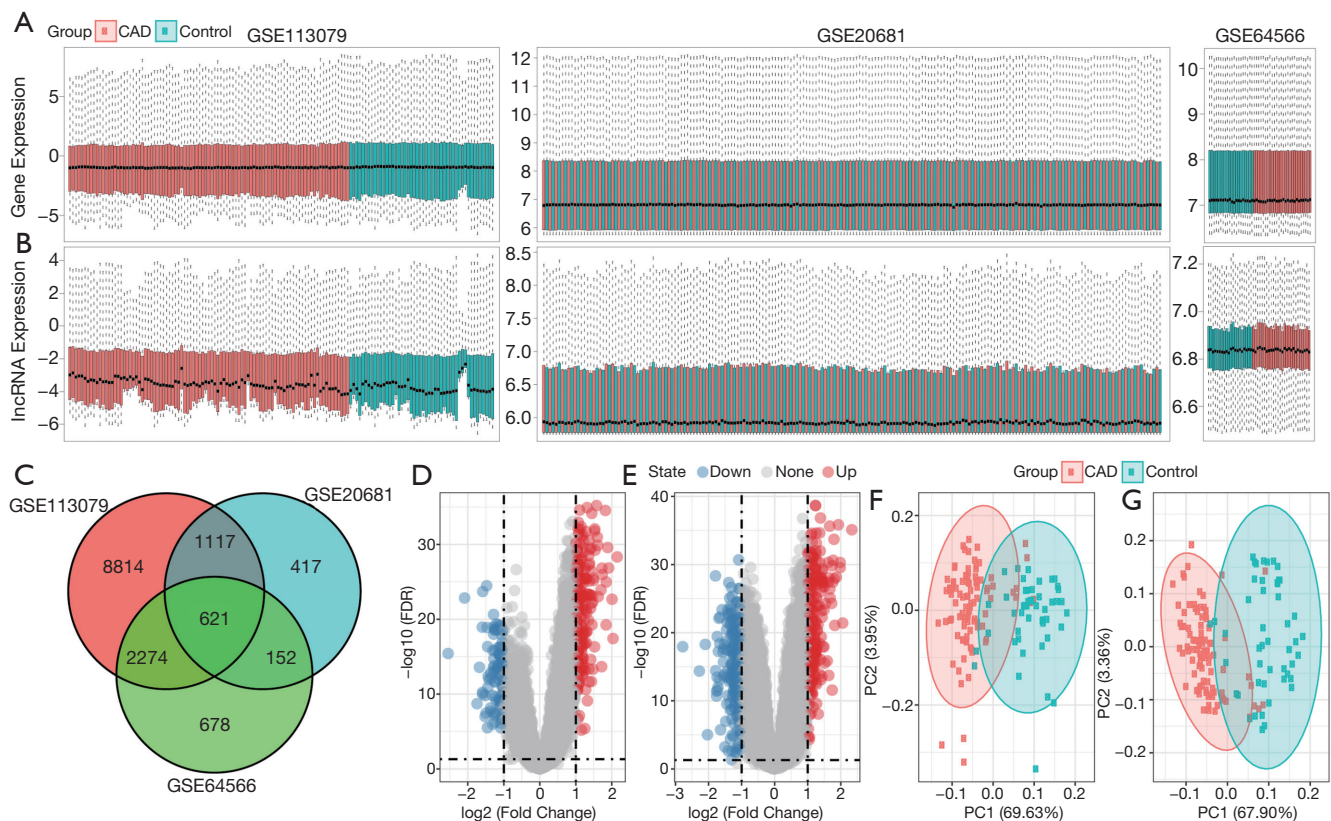 A
Group CAD Control
GSE113079
GSE20681
GSE64566
Gene Expression
5
0
−5
12
11
10
9
8
7
6
10
9
8
7
B
lncRNA Expression
4
2
0
−2
−4
−6
8.5
8.0
7.5
7.0
6.5
6.0
7.2
7.0
6.8
6.6
C
GSE113079
GSE20681
8814
1117
417
621
2274
152
678
GSE64566
D
E
State Down None Up
−log10 (FDR)
30
20
10
0
−2 −1 0 1 2
log2 (Fold Change)
−log10 (FDR)
40
30
20
10
0
−3 −2 −1 0 1 2
log2 (Fold Change)
Group CAD Control
F
PC2 (3.95%)
0.2
0.0
−0.2
−0.1 0.0 0.1 0.2
PC1 (69.63%)
G
PC2 (3.36%)
0.2
0.1
0.0
−0.1
−0.2
−0.1 0.0 0.1 0.2
PC1 (67.90%)